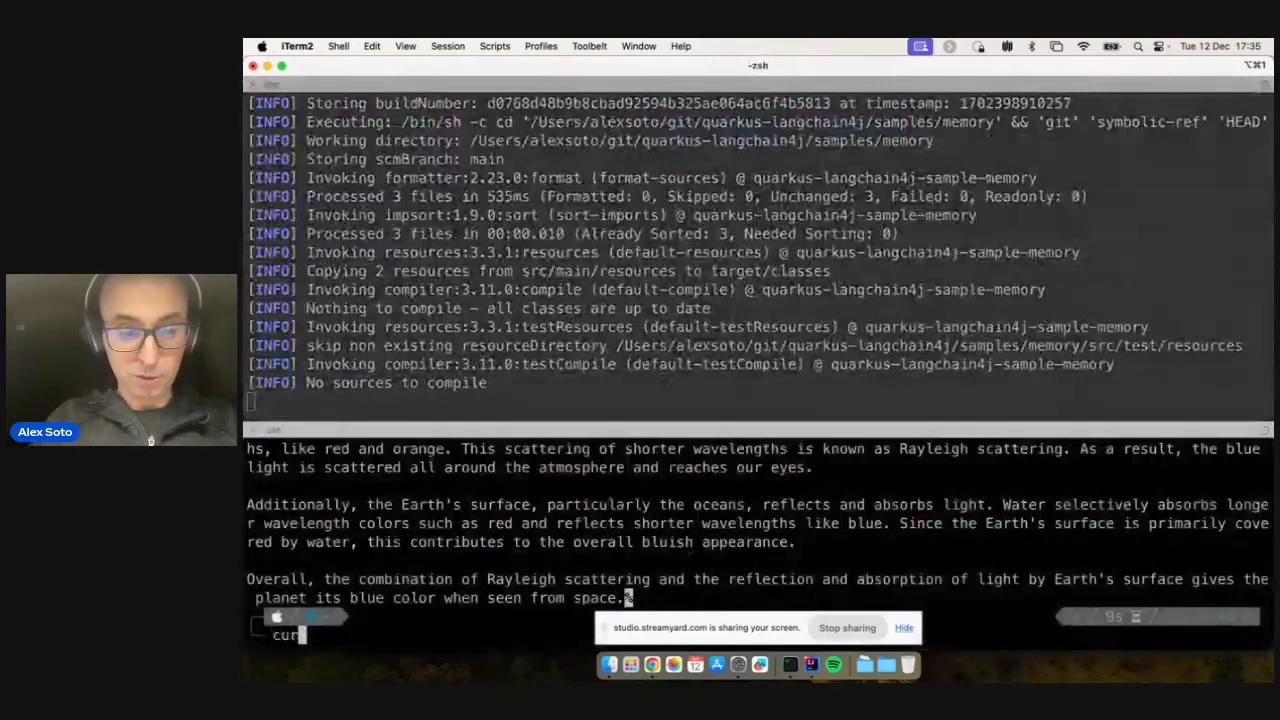 iTerm2 Shell Edit View Session Scripts Profiles Toolbelt Window Help Tue 12 Dec 17:35
-zsh ⌥⌘1
[INFO] Storing buildNumber: d0768d48b9b8cbad92594b325ae064ac6f4b5813 at timestamp: 1702398910257
[INFO] Executing: /bin/sh -c cd '/Users/alexsoto/git/quarkus-langchain4j/samples/memory' && 'git' 'symbolic-ref' 'HEAD'
[INFO] Working directory: /Users/alexsoto/git/quarkus-langchain4j/samples/memory
[INFO] Storing scmBranch: main
[INFO] Invoking formatter:2.23.0:format (format-sources) @ quarkus-langchain4j-sample-memory
[INFO] Processed 3 files in 535ms (Formatted: 0, Skipped: 0, Unchanged: 3, Failed: 0, Readonly: 0)
[INFO] Invoking impsort:1.9.0:sort (sort-imports) @ quarkus-langchain4j-sample-memory
[INFO] Processed 3 files in 00:00.010 (Already Sorted: 3, Needed Sorting: 0)
[INFO] Invoking resources:3.3.1:resources (default-resources) @ quarkus-langchain4j-sample-memory
[INFO] Copying 2 resources from src/main/resources to target/classes
[INFO] Invoking compiler:3.11.0:compile (default-compile) @ quarkus-langchain4j-sample-memory
[INFO] Nothing to compile - all classes are up to date
[INFO] Invoking resources:3.3.1:testResources (default-testResources) @ quarkus-langchain4j-sample-memory
[INFO] skip non existing resourceDirectory /Users/alexsoto/git/quarkus-langchain4j/samples/memory/src/test/resources
[INFO] Invoking compiler:3.11.0:testCompile (default-testCompile) @ quarkus-langchain4j-sample-memory
[INFO] No sources to compile
Alex Soto
-zsh
hs, like red and orange. This scattering of shorter wavelengths is known as Rayleigh scattering. As a result, the blue
light is scattered all around the atmosphere and reaches our eyes.
Additionally, the Earth's surface, particularly the oceans, reflects and absorbs light. Water selectively absorbs longe
r wavelength colors such as red and reflects shorter wavelengths like blue. Since the Earth's surface is primarily cove
red by water, this contributes to the overall bluish appearance.
Overall, the combination of Rayleigh scattering and the reflection and absorption of light by Earth's surface gives the
planet its blue color when seen from space.%
9s
cur
studio.streamyard.com is sharing your screen. Stop sharing Hide